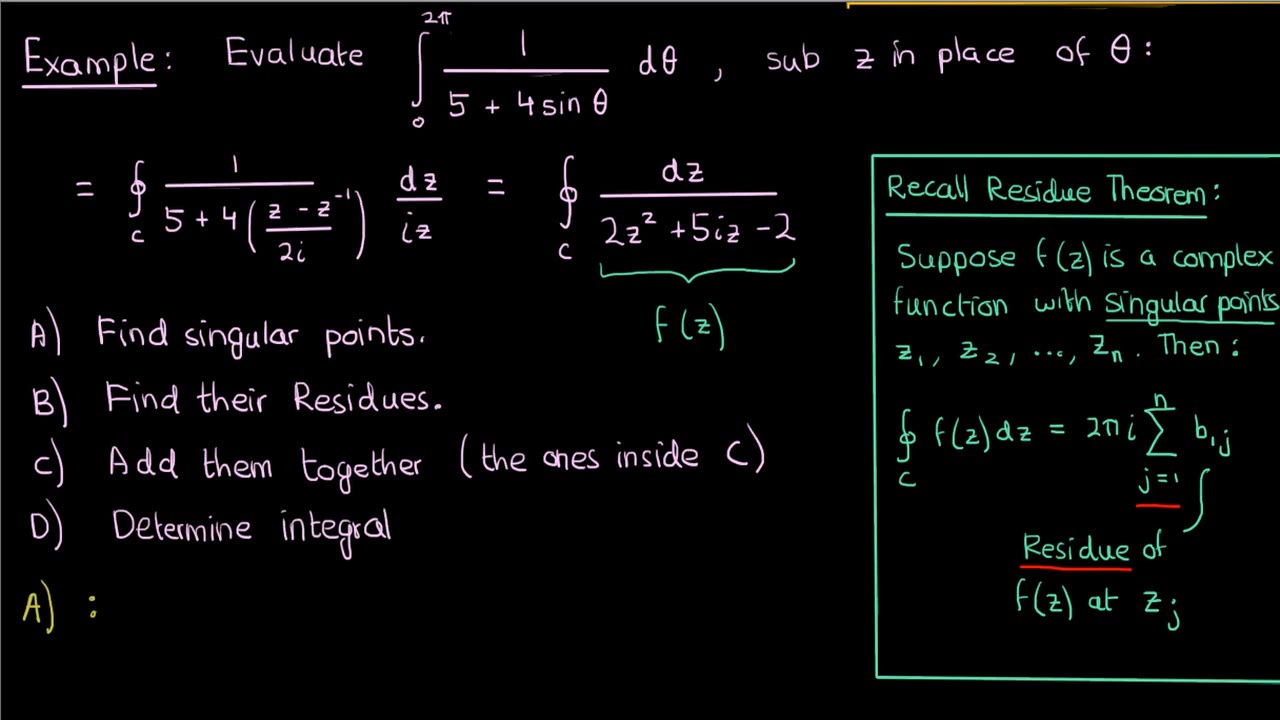 Example: Evaluate ∫₀^2π 1/(5 + 4 sin θ) dθ , sub z in place of θ :
= ∮_C 1/(5 + 4((z - z⁻¹)/2i)) dz/iz = ∮_C dz/(2z² + 5iz - 2)
f(z)
A) Find singular points.
B) Find their Residues.
C) Add them together (the ones inside C)
D) Determine integral
A) :
Recall Residue Theorem:
Suppose f(z) is a complex
function with singular points
z₁, z₂, ..., zₙ. Then:
∮_C f(z)dz = 2πi ∑_{j=1}^n b₁,j
Residue of
f(z) at zj